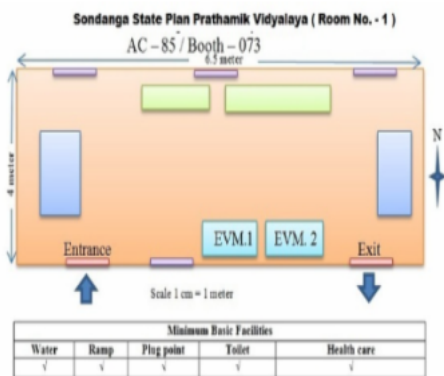 Sondanga State Plan Prathamik Vidyalaya ( Room No. - 1 )
AC – 85 / Booth – 073
6.5 meter
4 meter
N
EVM.1
EVM. 2
Entrance
Exit
Scale 1 cm = 1 meter
Minimum Basic Facilities
Water Ramp Plug point Toilet Health care
√ √ √ √ √